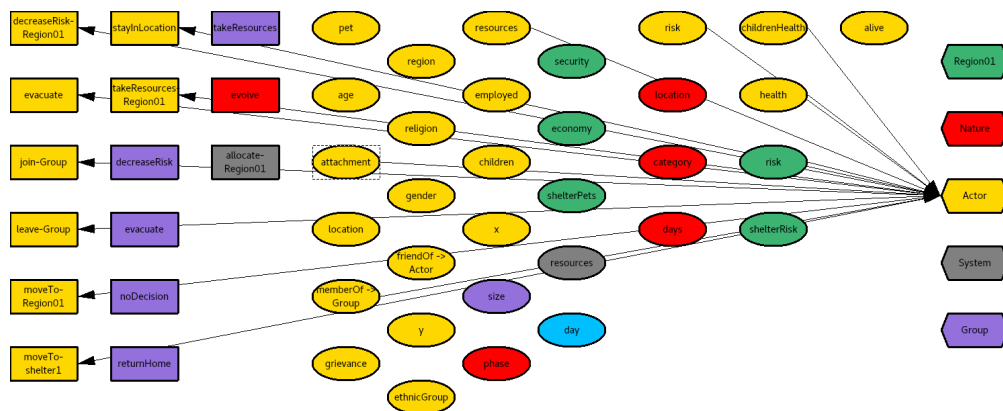 decreaseRisk-
Region01
stayInLocation
takeResources
pet
resources
risk
childrenHealth
alive
region
security
Region01
evacuate
takeResources-
Region01
evolve
age
employed
location
health
religion
economy
Nature
join-Group
decreaseRisk
allocate-
Region01
attachment
children
category
risk
gender
shelterPets
Actor
leave-Group
evacuate
location
x
days
shelterRisk
friendOf ->
Actor
resources
System
moveTo-
Region01
noDecision
memberOf ->
Group
size
y
day
Group
moveTo-
shelter1
returnHome
grievance
phase
ethnicGroup